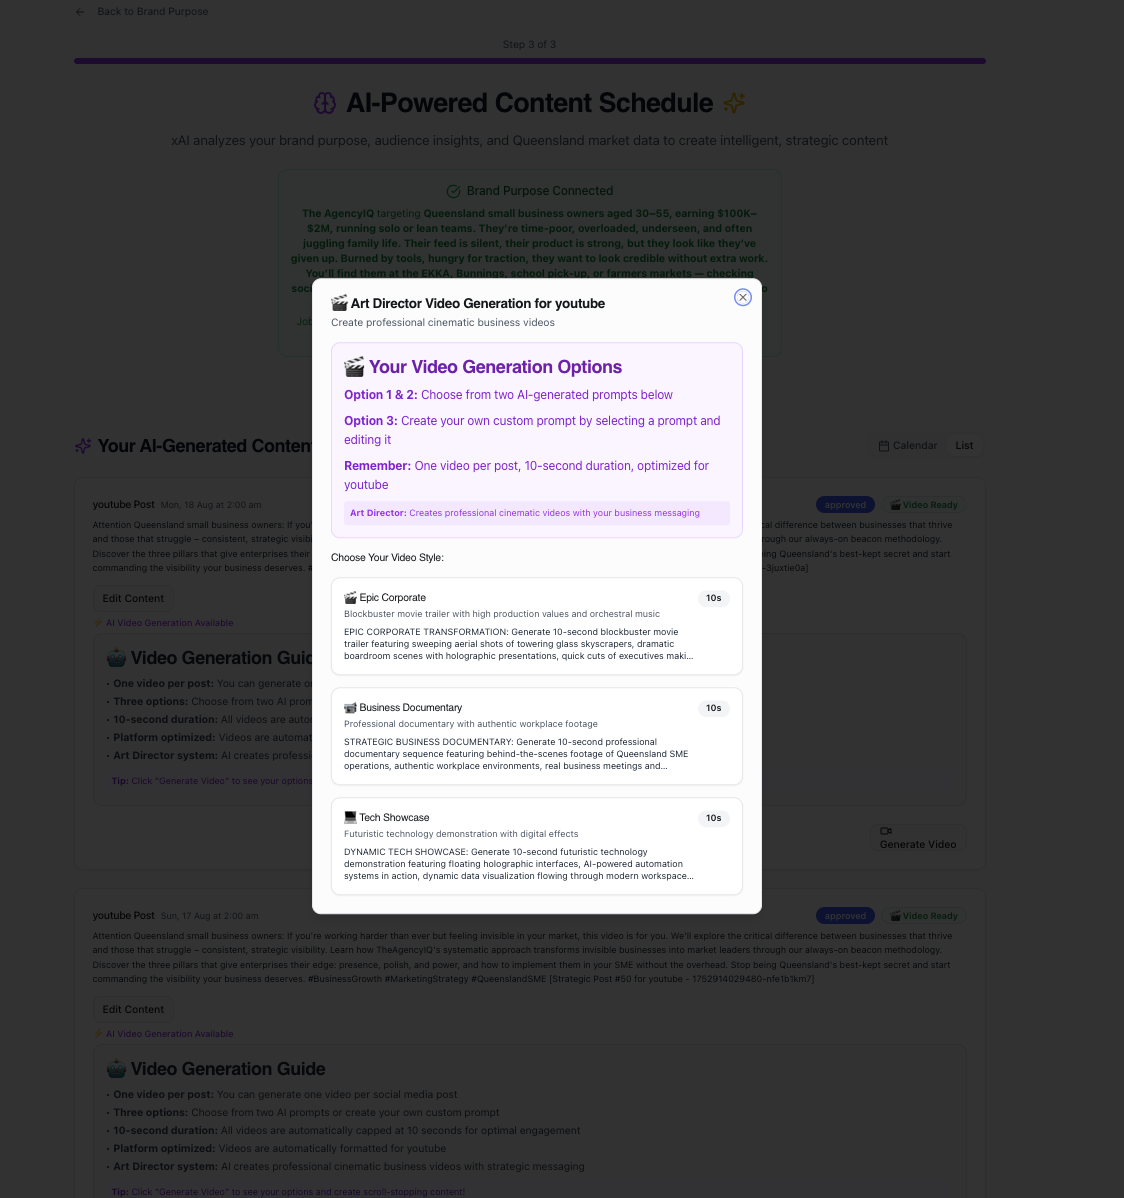 Back to Brand Purpose
Step 3 of 3
AI-Powered Content Schedule
xAI analyzes your brand purpose, audience insights, and Queensland market data to create intelligent, strategic content
Brand Purpose Connected
The AgencyIQ targeting Queensland small business owners aged 30–55, earning $100K–
$2M, running solo or lean teams. They're time-poor, overloaded, underseen, and often
juggling family life. Their feed is silent, their product is strong, but they look like they've
given up. Burned by tools, hungry for traction, they want to look credible without extra work.
You'll find them at the EKKA, Bunnings, school pick-up, or farmers markets — checking
🎬 Art Director Video Generation for youtube
Create professional cinematic business videos
🎬 Your Video Generation Options
Option 1 & 2: Choose from two AI-generated prompts below
Option 3: Create your own custom prompt by selecting a prompt and
editing it
Remember: One video per post, 10-second duration, optimized for
youtube
Art Director: Creates professional cinematic videos with your business messaging
Choose Your Video Style:
🎬 Epic Corporate
10s
Blockbuster movie trailer with high production values and orchestral music
EPIC CORPORATE TRANSFORMATION: Generate 10-second blockbuster movie
trailer featuring sweeping aerial shots of towering glass skyscrapers, dramatic
boardroom scenes with holographic presentations, quick cuts of executives maki...
📹 Business Documentary
10s
Professional documentary with authentic workplace footage
STRATEGIC BUSINESS DOCUMENTARY: Generate 10-second professional
documentary sequence featuring behind-the-scenes footage of Queensland SME
operations, authentic workplace environments, real business meetings and...
💻 Tech Showcase
10s
Futuristic technology demonstration with digital effects
DYNAMIC TECH SHOWCASE: Generate 10-second futuristic technology
demonstration featuring floating holographic interfaces, AI-powered automation
systems in action, dynamic data visualization flowing through modern workspace...
Your AI-Generated Conten
Calendar List
youtube Post Mon, 18 Aug at 2:00 am
approved 🎬 Video Ready
Attention Queensland small business owners: If you' cal difference between businesses that thrive
and those that struggle – consistent, strategic visib rough our always-on beacon methodology.
Discover the three pillars that give enterprises their ing Queensland's best-kept secret and start
commanding the visibility your business deserves. -3juxtie0a]
Edit Content
⚡ AI Video Generation Available
🤖 Video Generation Guid
• One video per post: You can generate o
• Three options: Choose from two AI prom
• 10-second duration: All videos are autor
• Platform optimized: Videos are automat
• Art Director system: AI creates professi
Tip: Click "Generate Video" to see your options
Generate Video
youtube Post Sun, 17 Aug at 2:00 am
approved 🎬 Video Ready
Attention Queensland small business owners: If you're working harder than ever but feeling invisible in your market, this video is for you. We'll explore the critical difference between businesses that thrive
and those that struggle – consistent, strategic visibility. Learn how TheAgencyIQ's systematic approach transforms invisible businesses into market leaders through our always-on beacon methodology.
Discover the three pillars that give enterprises their edge: presence, polish, and power, and how to implement them in your SME without the overhead. Stop being Queensland's best-kept secret and start
commanding the visibility your business deserves. #BusinessGrowth #MarketingStrategy #QueenslandSME [Strategic Post #50 for youtube - 1752914029480-nfe1b1km7]
Edit Content
⚡ AI Video Generation Available
🤖 Video Generation Guide
• One video per post: You can generate one video per social media post
• Three options: Choose from two AI prompts or create your own custom prompt
• 10-second duration: All videos are automatically capped at 10 seconds for optimal engagement
• Platform optimized: Videos are automatically formatted for youtube
• Art Director system: AI creates professional cinematic business videos with strategic messaging
Tip: Click "Generate Video" to see your options and create scroll-stopping content!